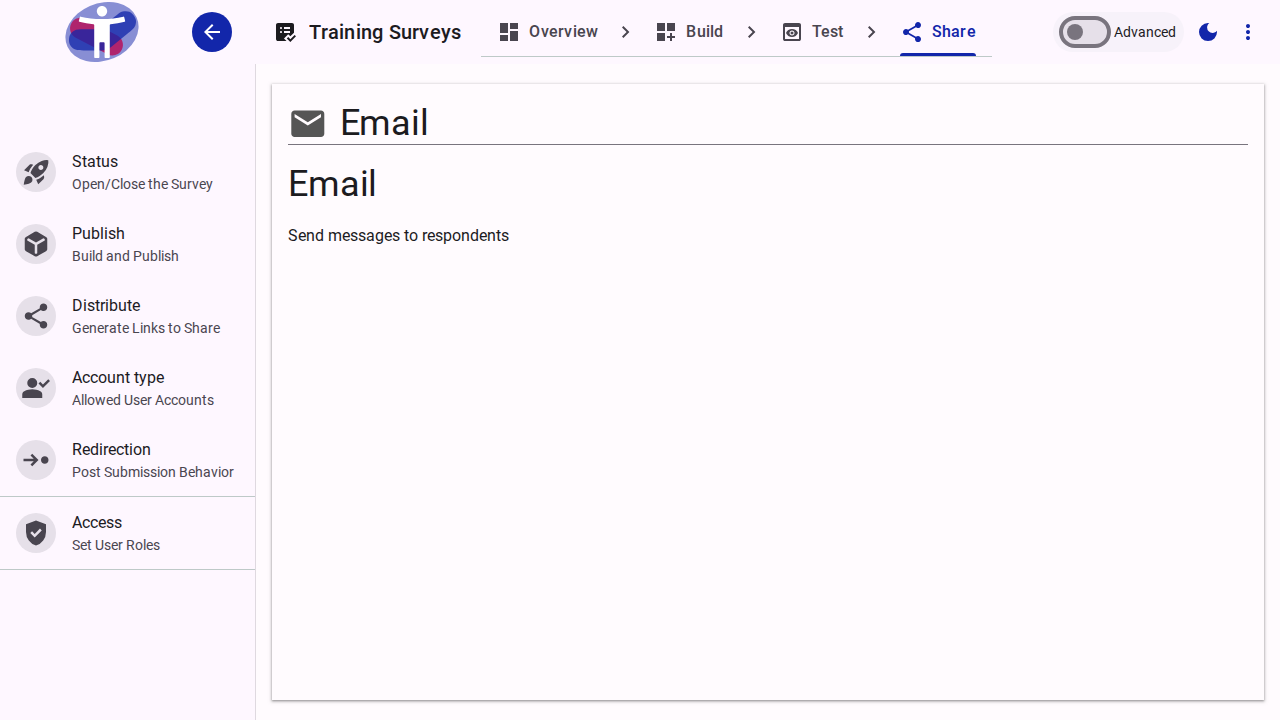 Training Surveys
Overview
Build
Test
Share
Advanced
Status
Open/Close the Survey
Publish
Build and Publish
Distribute
Generate Links to Share
Account type
Allowed User Accounts
Redirection
Post Submission Behavior
Access
Set User Roles
Email
Email
Send messages to respondents